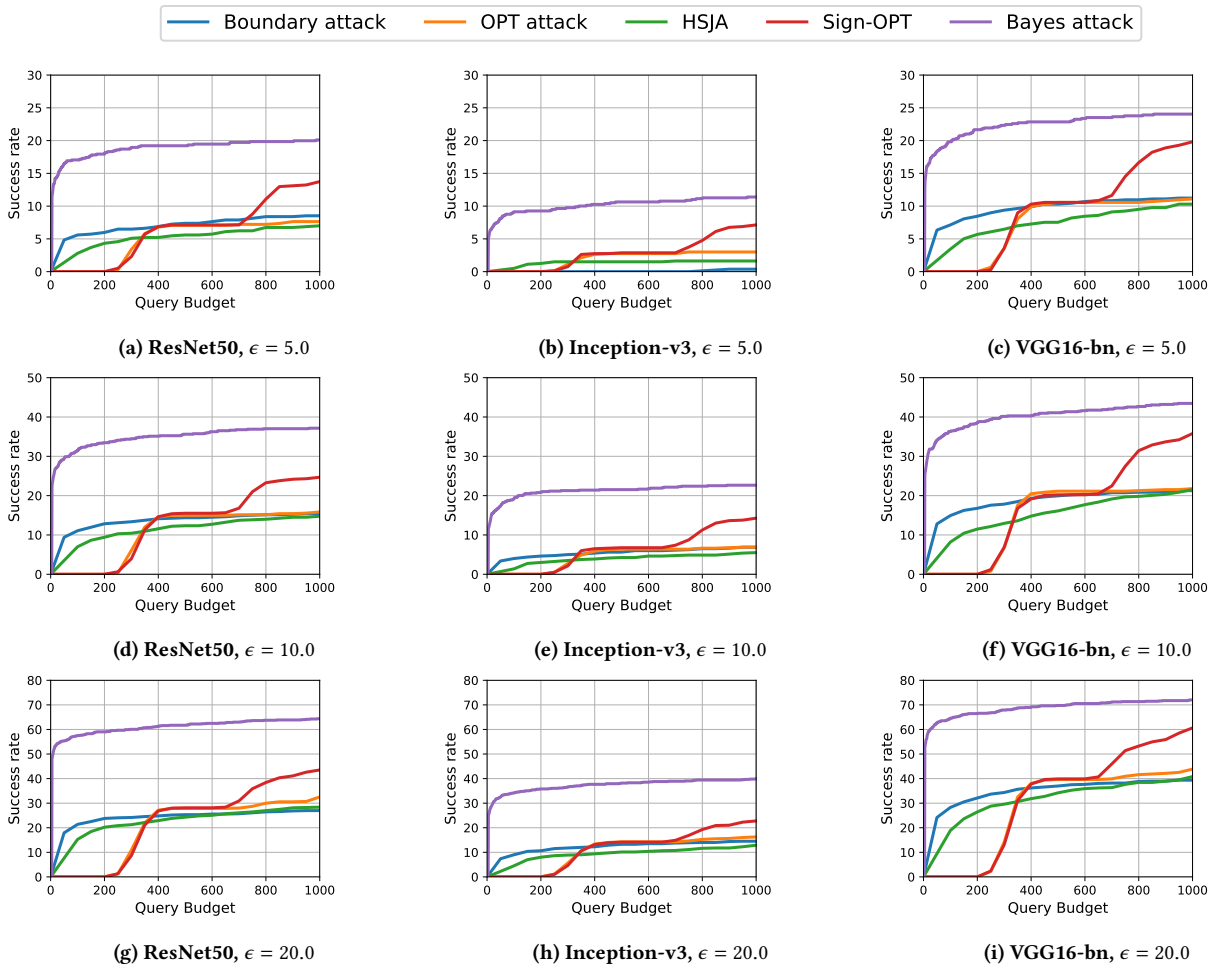 Boundary attack OPT attack HSJA Sign-OPT Bayes attack
30
25
20
15
10
5
0
Success rate
0 200 400 600 800 1000
Query Budget
(a) ResNet50, ϵ = 5.0
30
25
20
15
10
5
0
Success rate
0 200 400 600 800 1000
Query Budget
(b) Inception-v3, ϵ = 5.0
30
25
20
15
10
5
0
Success rate
0 200 400 600 800 1000
Query Budget
(c) VGG16-bn, ϵ = 5.0
50
40
30
20
10
0
Success rate
0 200 400 600 800 1000
Query Budget
(d) ResNet50, ϵ = 10.0
50
40
30
20
10
0
Success rate
0 200 400 600 800 1000
Query Budget
(e) Inception-v3, ϵ = 10.0
50
40
30
20
10
0
Success rate
0 200 400 600 800 1000
Query Budget
(f) VGG16-bn, ϵ = 10.0
80
70
60
50
40
30
20
10
0
Success rate
0 200 400 600 800 1000
Query Budget
(g) ResNet50, ϵ = 20.0
80
70
60
50
40
30
20
10
0
Success rate
0 200 400 600 800 1000
Query Budget
(h) Inception-v3, ϵ = 20.0
80
70
60
50
40
30
20
10
0
Success rate
0 200 400 600 800 1000
Query Budget
(i) VGG16-bn, ϵ = 20.0